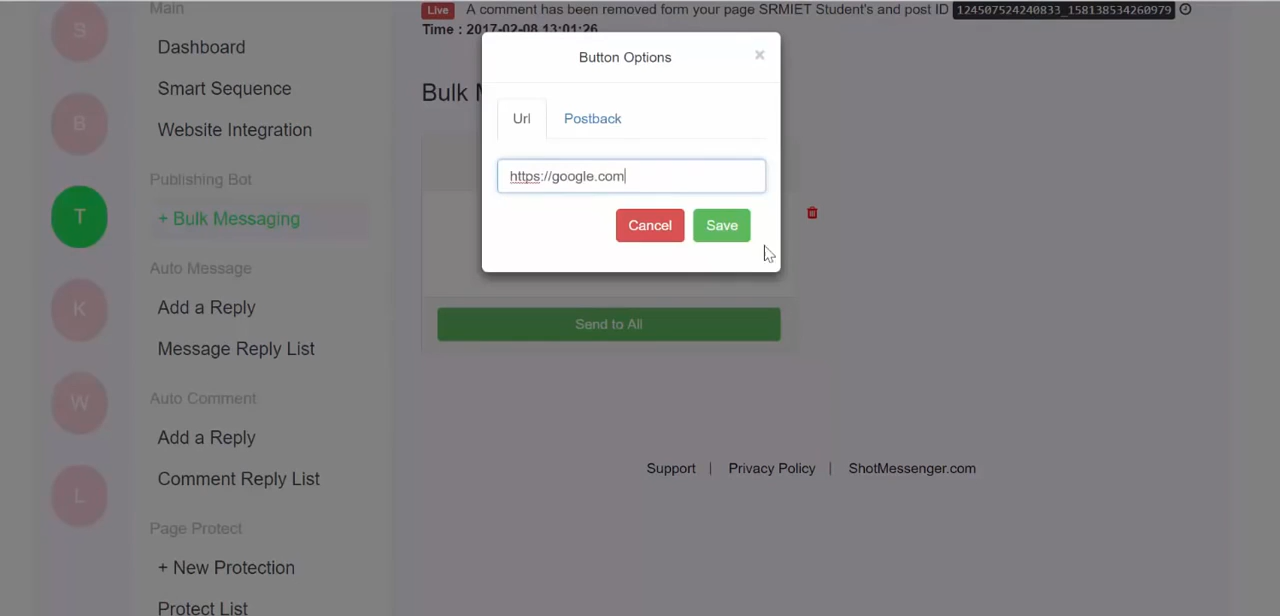 Main
Live A comment has been removed form your page SRMIET Student's and post ID 124507524240833_158138534260979
Time : 2017-02-08 13:01:26
S
Dashboard
Button Options
×
Smart Sequence
Bulk
B
Url
Postback
Website Integration
Publishing Bot
https://google.com
T
+ Bulk Messaging
Cancel
Save
Auto Message
K
Add a Reply
Send to All
Message Reply List
Auto Comment
W
Add a Reply
Support | Privacy Policy | ShotMessenger.com
Comment Reply List
L
Page Protect
+ New Protection
Protect List